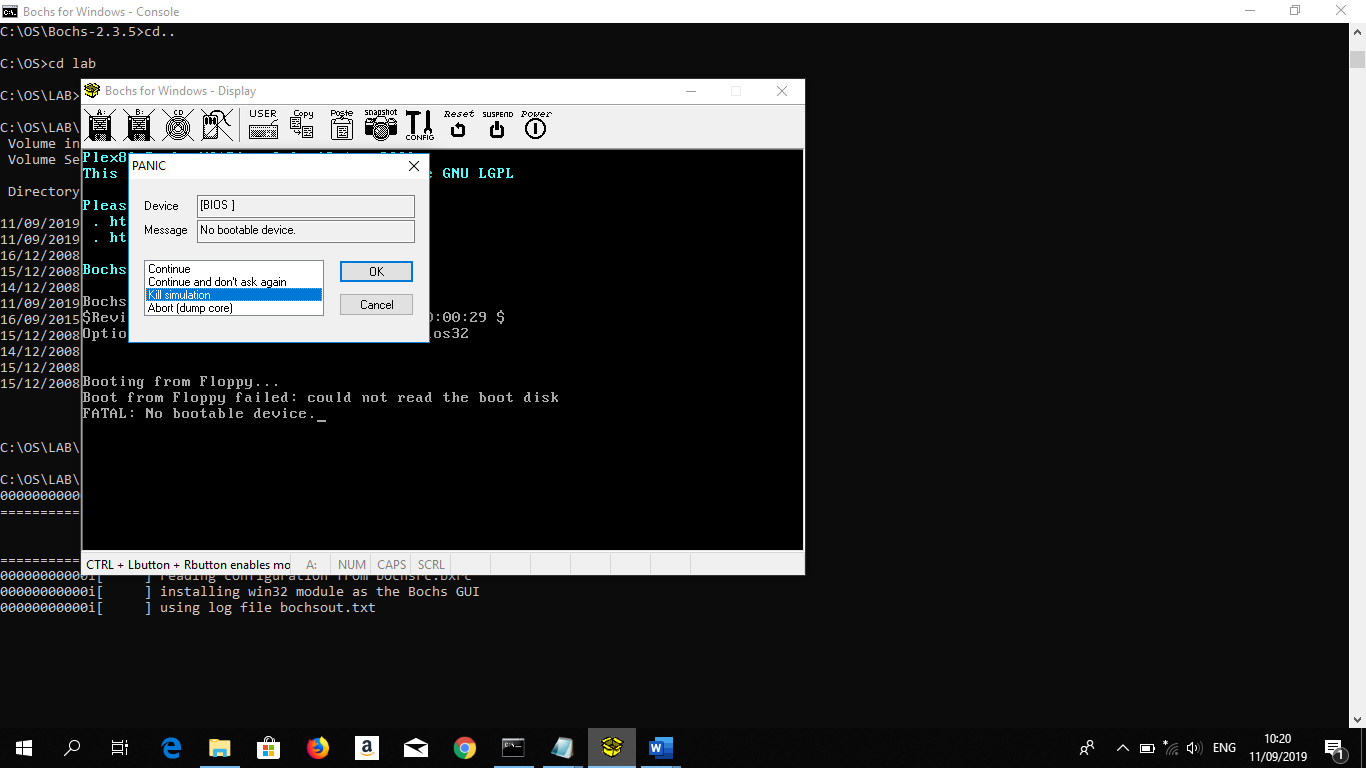 Bochs for Windows - Console
C:\OS\Bochs-2.3.5>cd..
C:\OS>cd lab
C:\OS\LAB>
C:\OS\LAB\
Volume in
Volume Se
Directory
11/09/2019
11/09/2019
16/12/2008
15/12/2008
14/12/2008
11/09/2019
16/09/2015
15/12/2008
14/12/2008
15/12/2008
15/12/2008
C:\OS\LAB\
C:\OS\LAB\
00000000000
==========
==========
00000000000i[ ] reading configuration from bochsrc.bxrc
00000000000i[ ] installing win32 module as the Bochs GUI
00000000000i[ ] using log file bochsout.txt
Bochs for Windows - Display
A: B: CD USER Copy Paste snapshot CONFIG Reset SUSPEND Power
Plex8
This GNU LGPL
Pleas
. ht
. ht
Bochs
Bochs
$Revi :00:29 $
Optio os32
Booting from Floppy...
Boot from Floppy failed: could not read the boot disk
FATAL: No bootable device._
CTRL + Lbutton + Rbutton enables mo A: NUM CAPS SCRL
PANIC
Device [BIOS ]
Message No bootable device.
Continue
Continue and don't ask again
Kill simulation
Abort (dump core)
OK
Cancel
ENG
10:20
11/09/2019
1